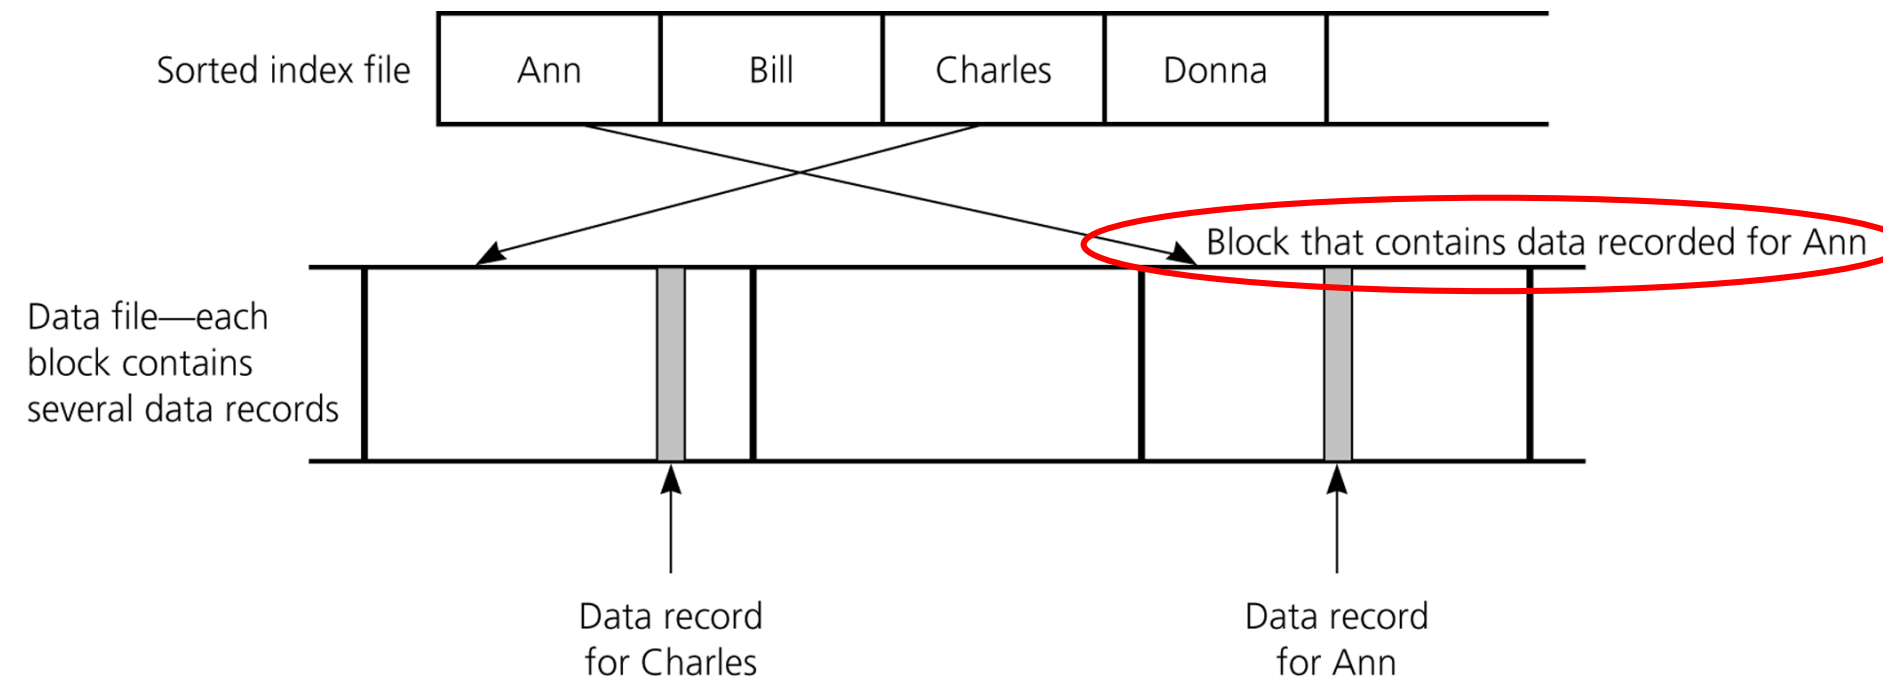 Sorted index file
Ann
Bill
Charles
Donna
Block that contains data recorded for Ann
Data file—each
block contains
several data records
Data record
for Charles
Data record
for Ann